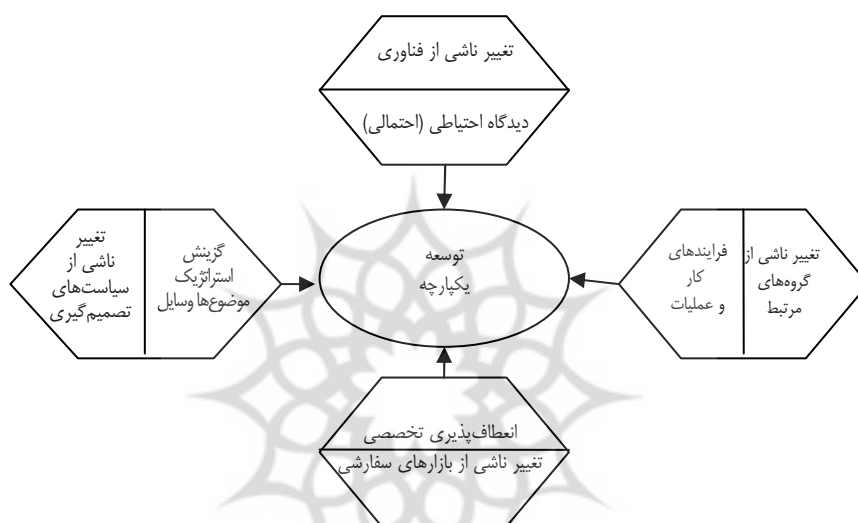 تغییر ناشی از فناوری
دیدگاه احتیاطی (احتمالی)
تغییر ناشی از
گروه‌های
مرتبط
فرایندهای
کار
و عملیات
توسعه
یکپارچه
گزینش
استراتژیک
موضوع‌ها وسایل
تغییر
ناشی از
سیاست‌های
تصمیم‌گیری
انعطاف‌پذیری تخصصی
تغییر ناشی از بازارهای سفارشی